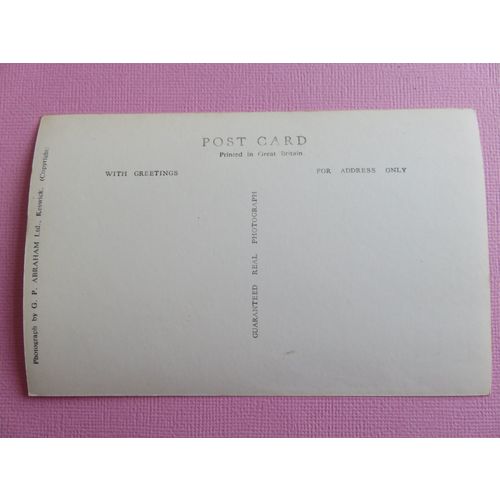 POST CARD
Printed in Great Britain.
WITH GREETINGS
FOR ADDRESS ONLY
GUARANTEED REAL PHOTOGRAPH
Photograph by G. P. ABRAHAM Ltd., Keswick. (Copyright)